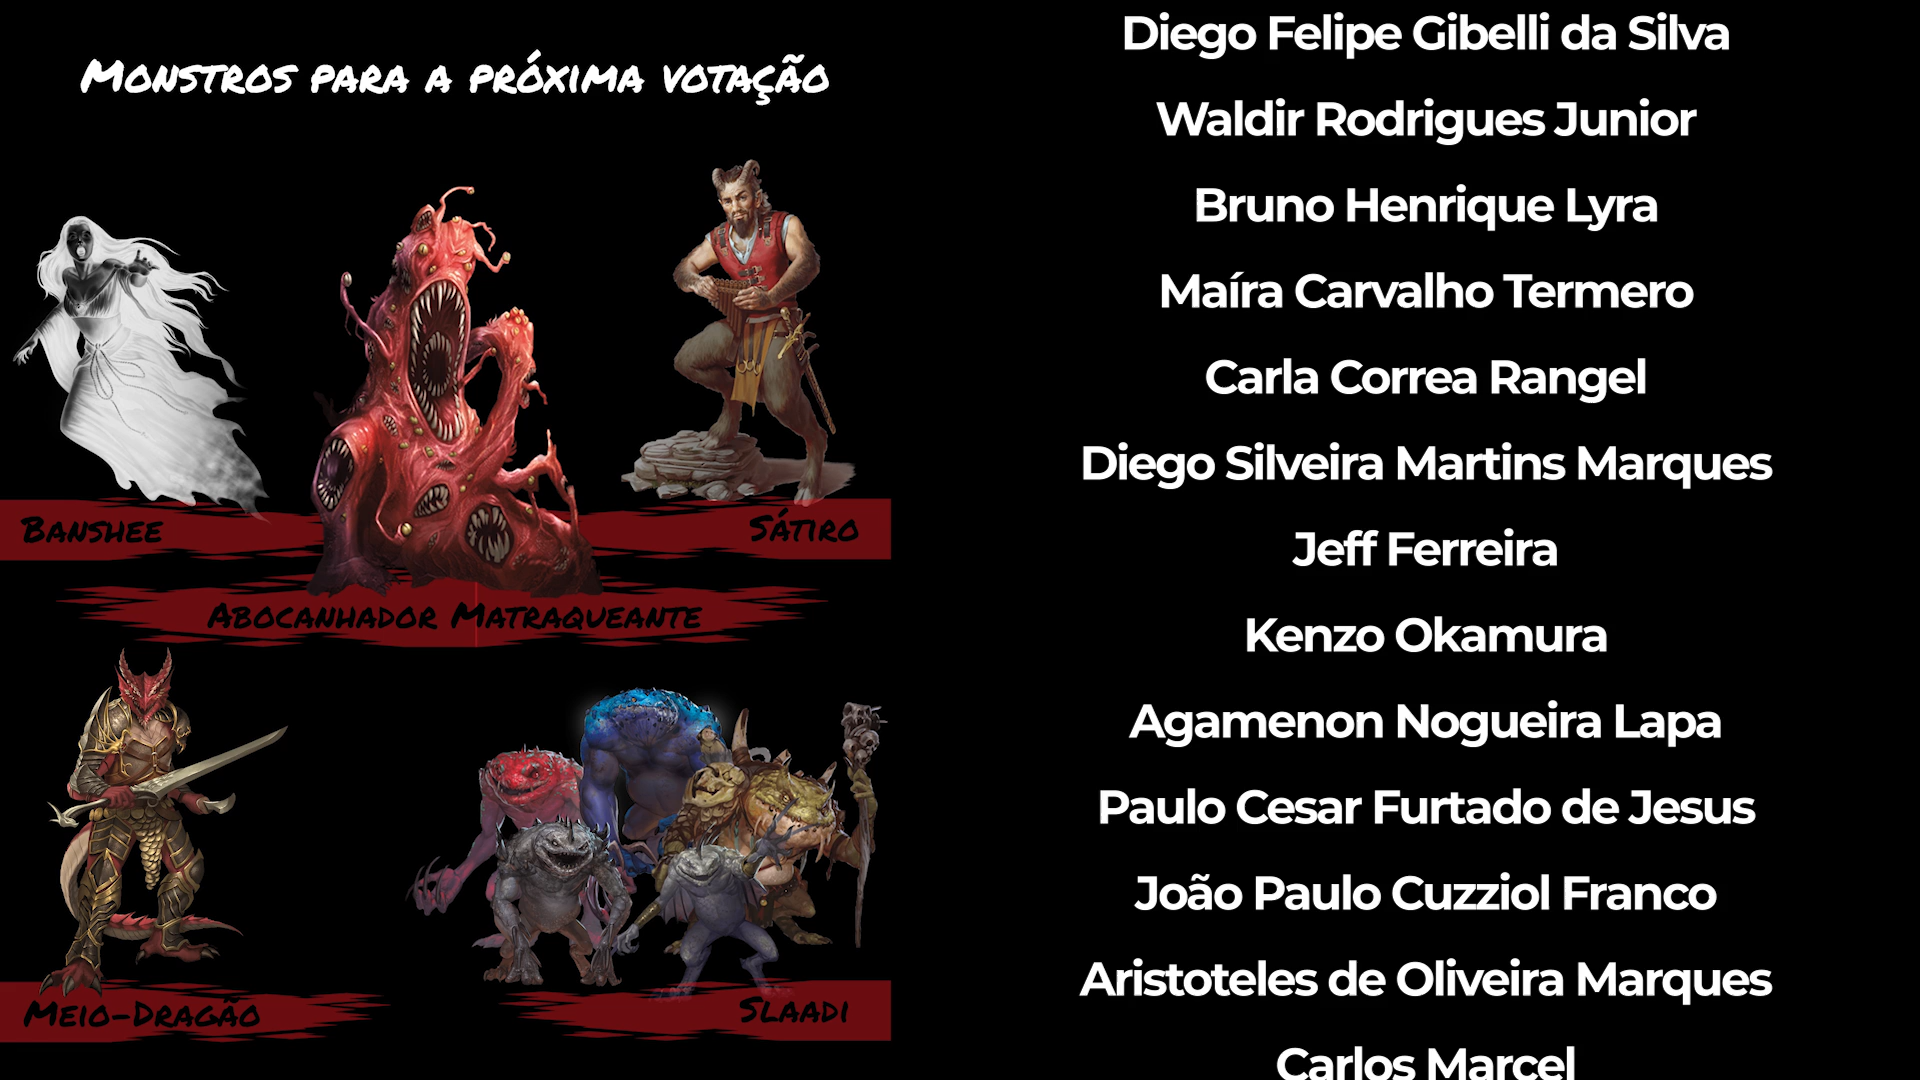 Monstros para a próxima votação
Banshee
Sátiro
Abocanhador Matraqueante
Meio-Dragão
Slaadi
Diego Felipe Gibelli da Silva
Waldir Rodrigues Junior
Bruno Henrique Lyra
Maíra Carvalho Termero
Carla Correa Rangel
Diego Silveira Martins Marques
Jeff Ferreira
Kenzo Okamura
Agamenon Nogueira Lapa
Paulo Cesar Furtado de Jesus
João Paulo Cuzziol Franco
Aristoteles de Oliveira Marques
Carlos Marcel